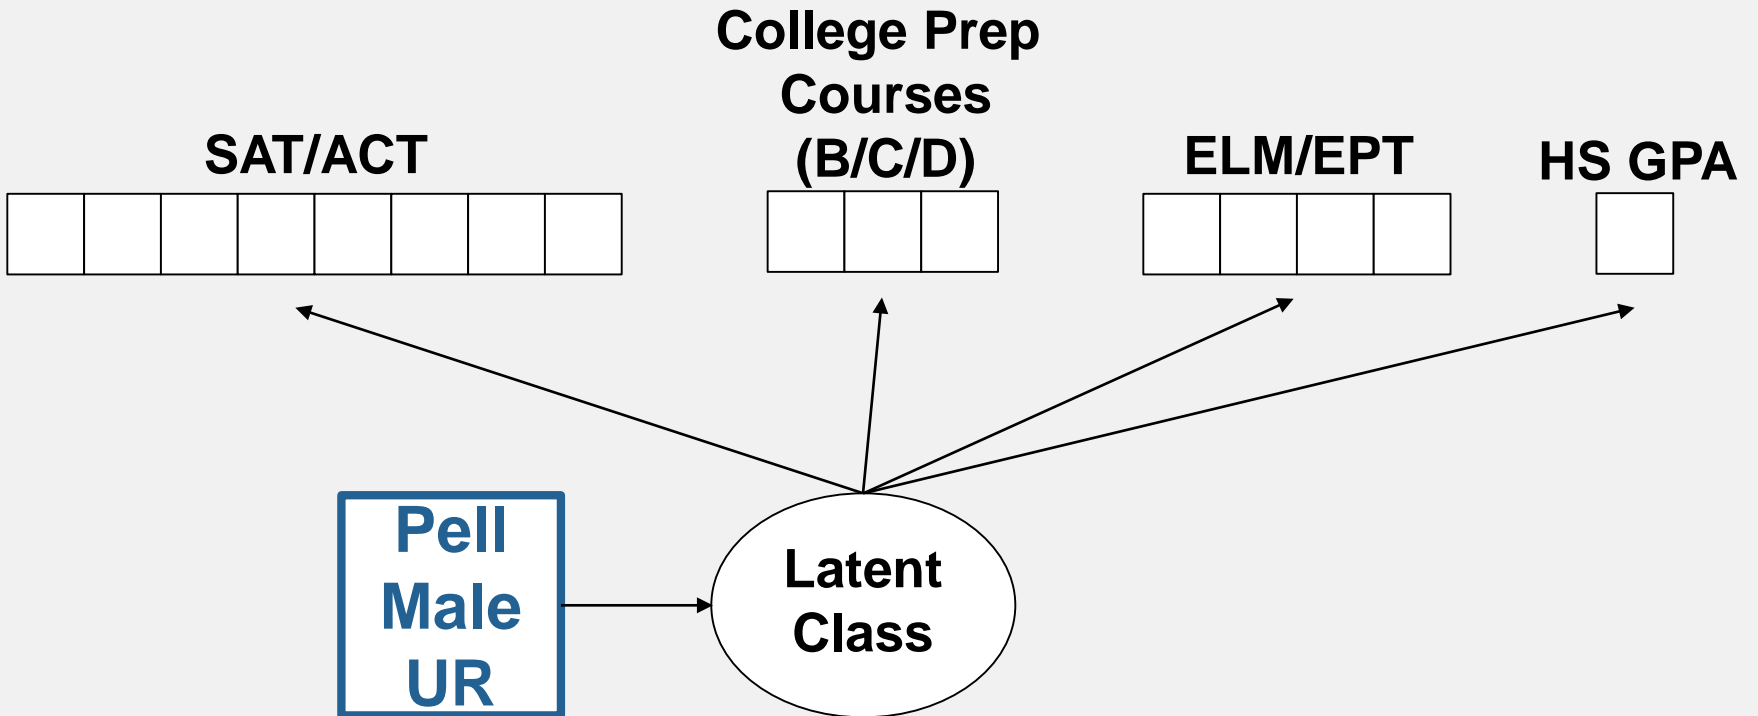 College Prep
Courses
(B/C/D)
SAT/ACT
ELM/EPT
HS GPA
Pell
Male
UR
Latent
Class